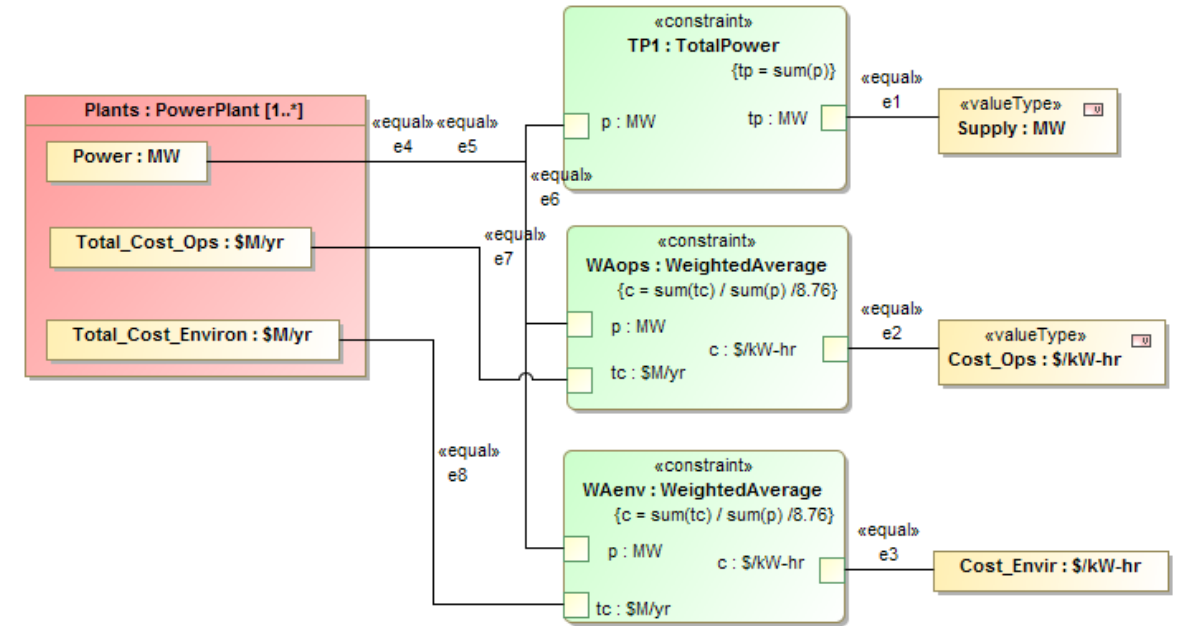 «constraint»
TP1 : TotalPower
{tp = sum(p)}
p : MW
tp : MW
«equal»
e1
«valueType»
Supply : MW
Plants : PowerPlant [1..*]
Power : MW
«equal» «equal»
e4 e5
«equal»
e6
Total_Cost_Ops : $M/yr
«equal»
e7
«constraint»
WAops : WeightedAverage
{c = sum(tc) / sum(p) /8.76}
p : MW
c : $/kW-hr
tc : $M/yr
«equal»
e2
«valueType»
Cost_Ops : $/kW-hr
Total_Cost_Environ : $M/yr
«equal»
e8
«constraint»
WAenv : WeightedAverage
{c = sum(tc) / sum(p) /8.76}
p : MW
c : $/kW-hr
tc : $M/yr
«equal»
e3
Cost_Envir : $/kW-hr